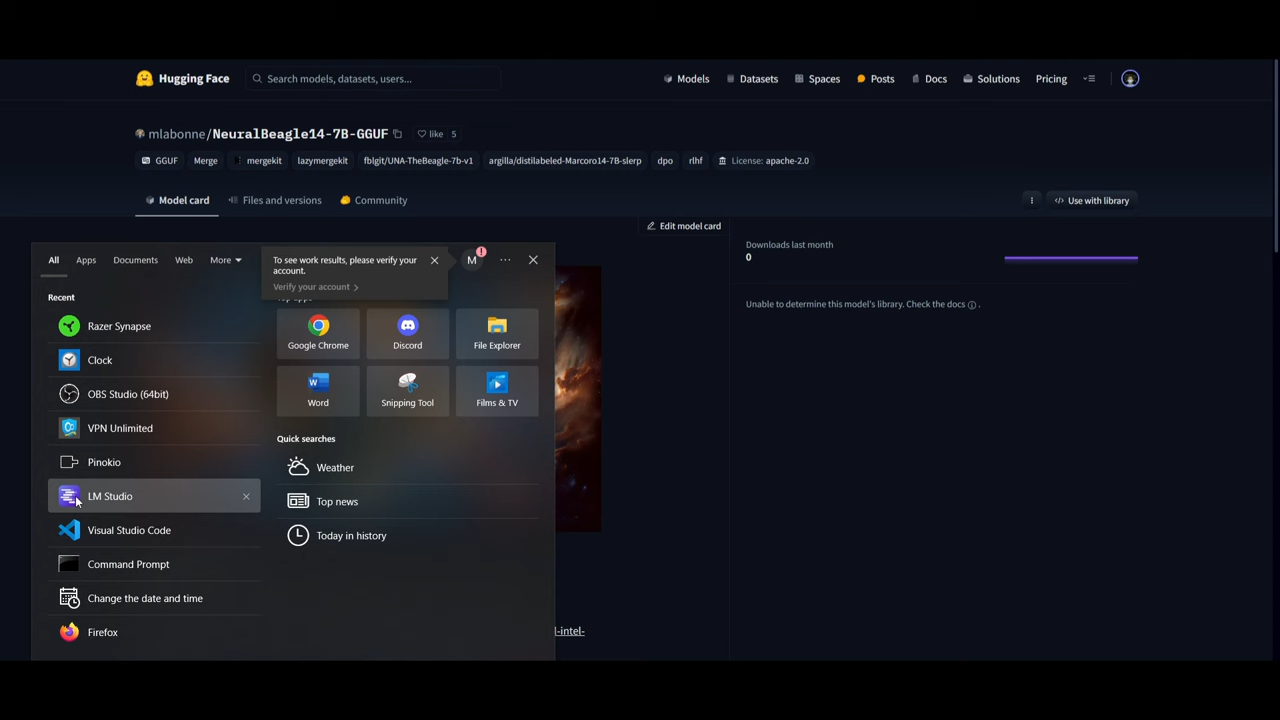 Hugging Face
Search models, datasets, users...
Models
Datasets
Spaces
Posts
Docs
Solutions
Pricing
mlabonne/NeuralBeagle14-7B-GGUF
like 5
GGUF
Merge
mergekit
lazymergekit
fblgit/UNA-TheBeagle-7b-v1
argilla/distilabeled-Marcoro14-7B-slerp
dpo
rlhf
License: apache-2.0
Model card
Files and versions
Community
Use with library
Edit model card
Downloads last month
0
Unable to determine this model's library. Check the docs .
All
Apps
Documents
Web
More
To see work results, please verify your
account.
Verify your account
M
!
Recent
Razer Synapse
Clock
OBS Studio (64bit)
VPN Unlimited
Pinokio
LM Studio
Visual Studio Code
Command Prompt
Change the date and time
Firefox
Google Chrome
Discord
File Explorer
Word
Snipping Tool
Films & TV
Quick searches
Weather
Top news
Today in history
l-intel-